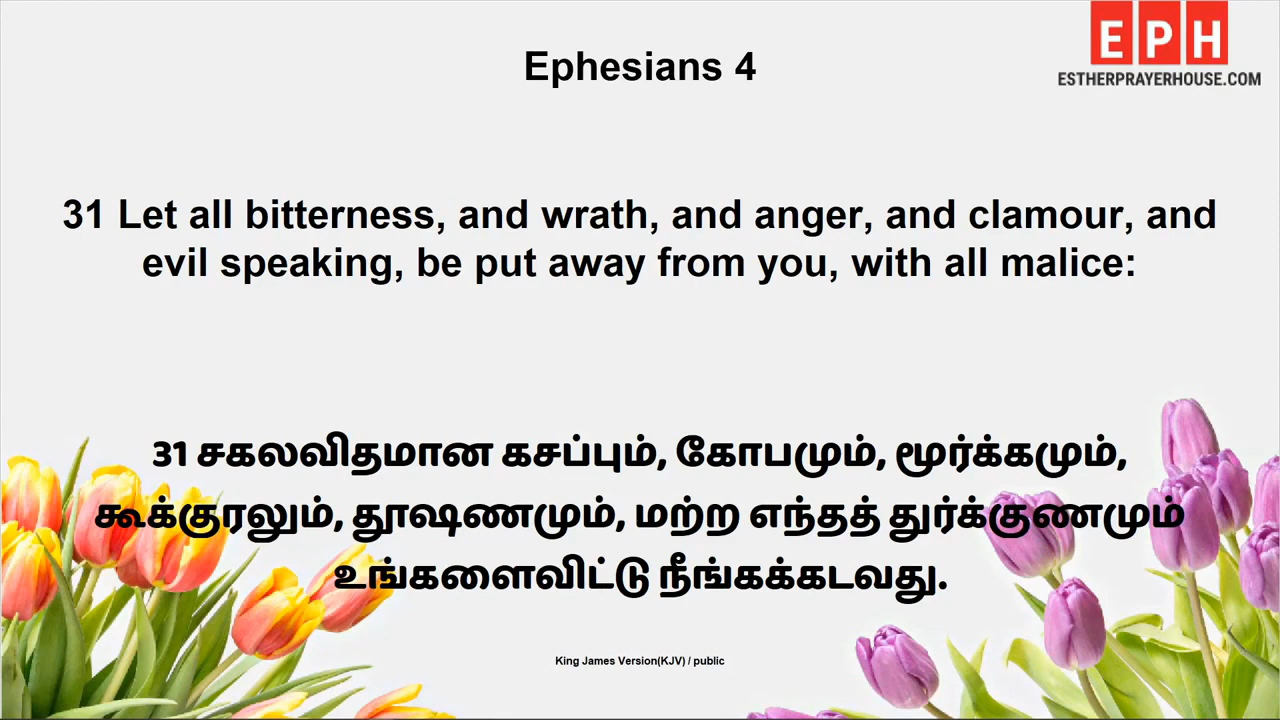 E P H
ESTHERPRAYERHOUSE.COM
Ephesians 4
31 Let all bitterness, and wrath, and anger, and clamour, and
evil speaking, be put away from you, with all malice:
31 சகலவிதமான கசப்பும், கோபமும், மூர்க்கமும்,
கூக்குரலும், தூஷணமும், மற்ற எந்தத் துர்க்குணமும்
உங்களைவிட்டு நீங்கக்கடவது.
King James Version(KJV) / public